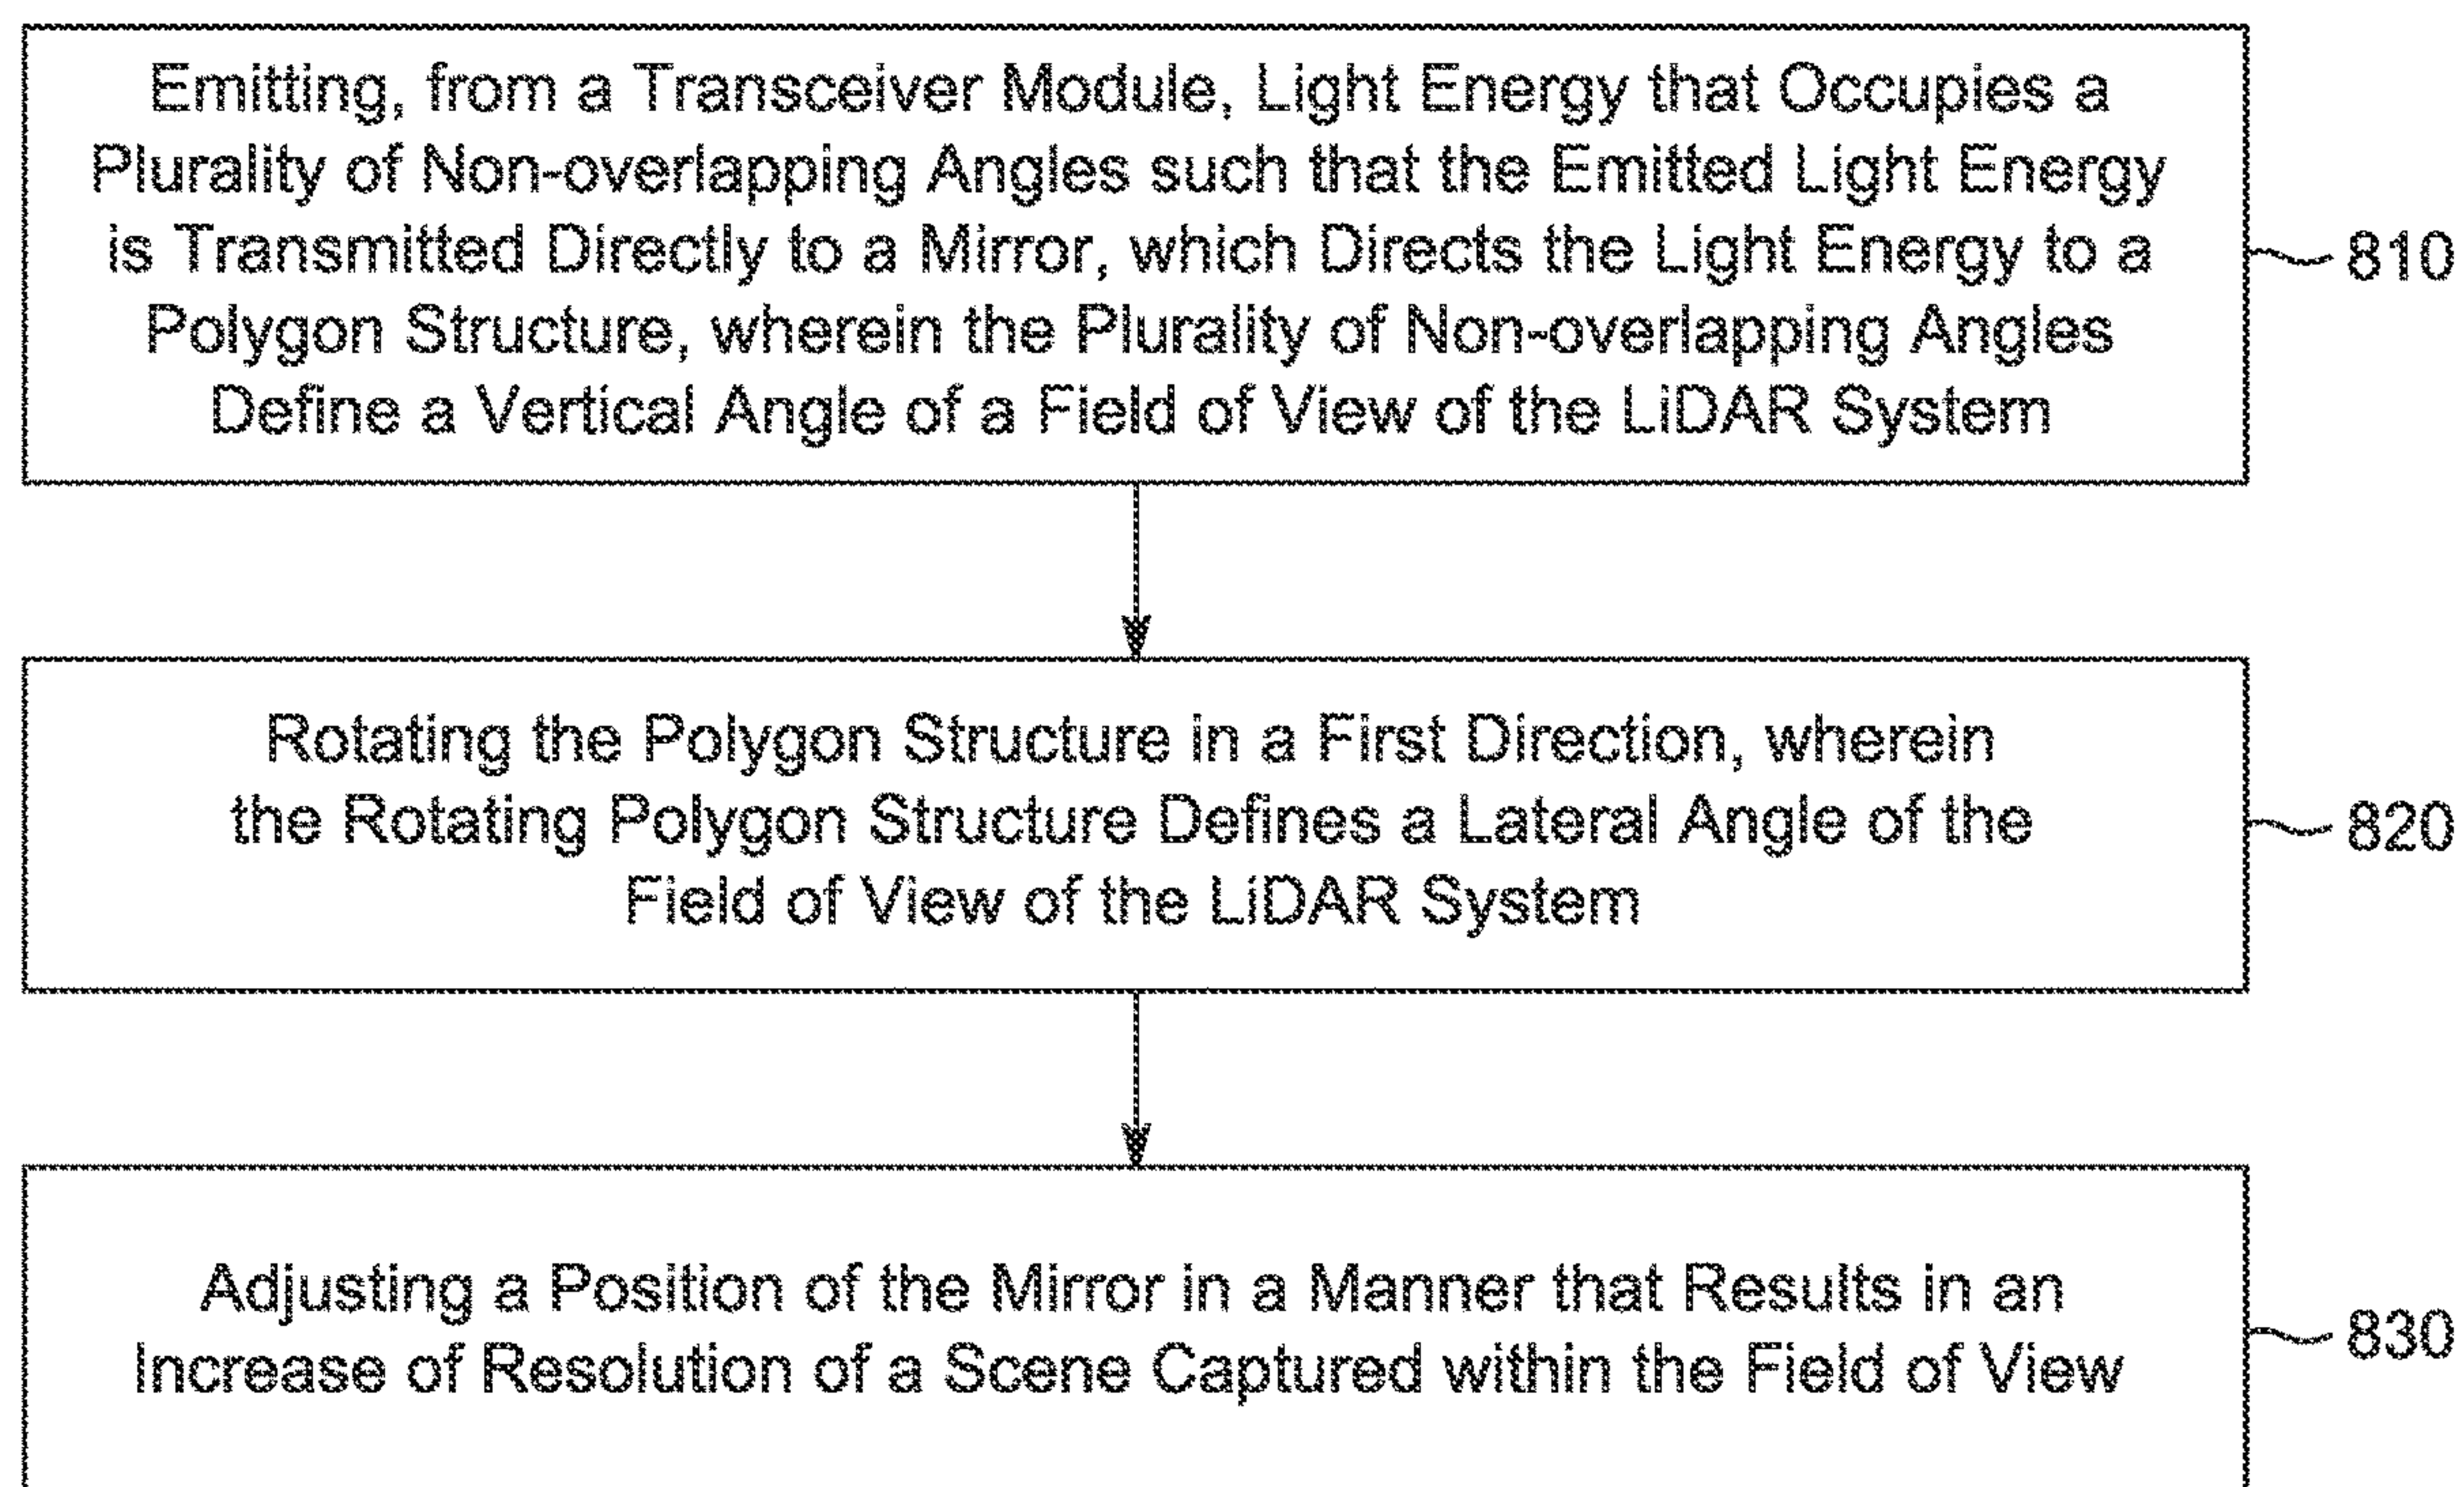 Emitting, from a Transceiver Module, Light Energy that Occupies a
Plurality of Non-overlapping Angles such that the Emitted Light Energy
is Transmitted Directly to a Mirror, which Directs the Light Energy to a
Polygon Structure, wherein the Plurality of Non-overlapping Angles
Define a Vertical Angle of a Field of View of the LiDAR System
810
Rotating the Polygon Structure in a First Direction, wherein
the Rotating Polygon Structure Defines a Lateral Angle of the
Field of View of the LiDAR System
820
Adjusting a Position of the Mirror in a Manner that Results in an
Increase of Resolution of a Scene Captured within the Field of View
830